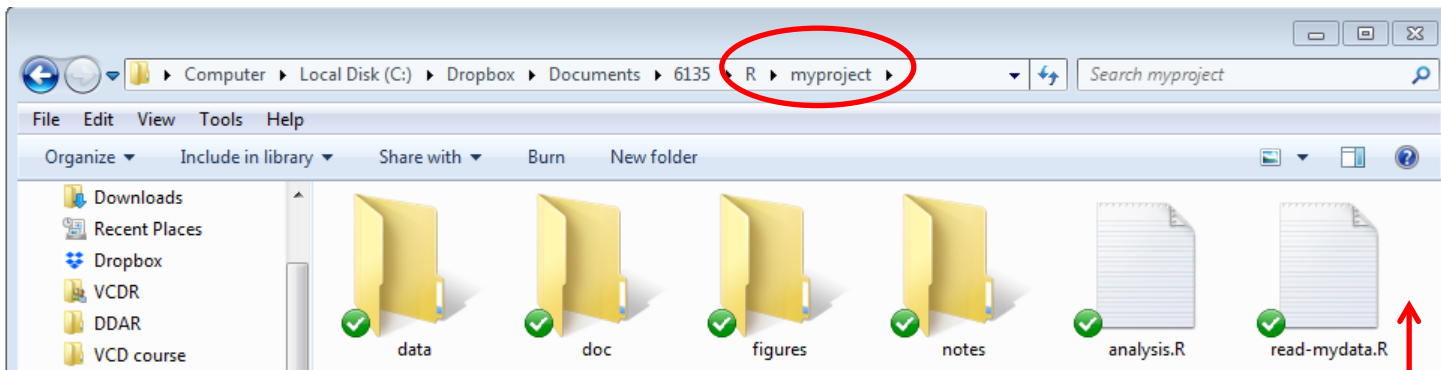 Computer Local Disk (C:) Dropbox Documents 6135 R myproject Search myproject
File Edit View Tools Help
Organize Include in library Share with Burn New folder
Downloads
Recent Places
Dropbox
VCDR
DDAR
VCD course
data doc figures notes analysis.R read-mydata.R